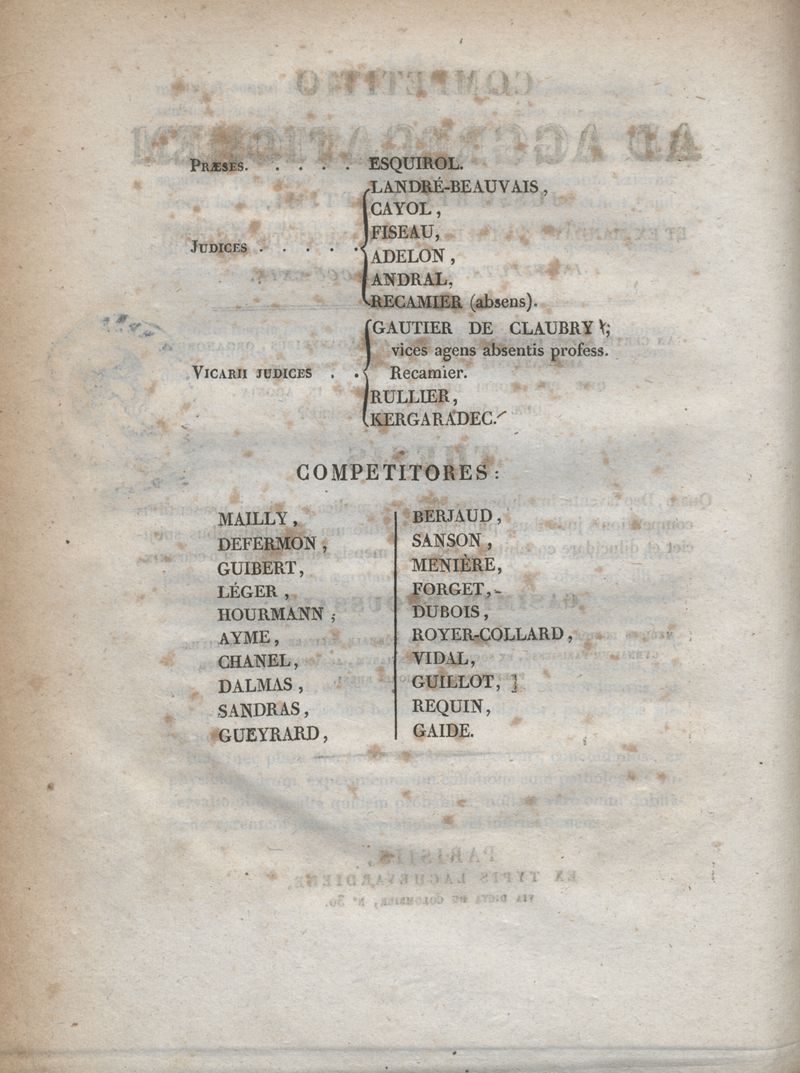 PRÆSES. . . . . ESQUIROL.
LANDRÉ-BEAUVAIS,
CAYOL,
FISEAU,
JUDICES . . . . . ADELON,
ANDRAL,
RECAMIER (absens).
GAUTIER DE CLAUBRY;
vices agens absentis profess.
VICARII JUDICES . . Recamier.
RULLIER,
KERGARADEC.
COMPETITORES:
MAILLY,
DEFERMON,
GUIBERT,
LÉGER,
HOURMANN,
AYME,
CHANEL,
DALMAS,
SANDRAS,
GUEYRARD,
BERJAUD,
SANSON,
MENIÈRE,
FORGET,
DUBOIS,
ROYER-COLLARD,
VIDAL,
GUILLOT,
REQUIN,
GAIDE.